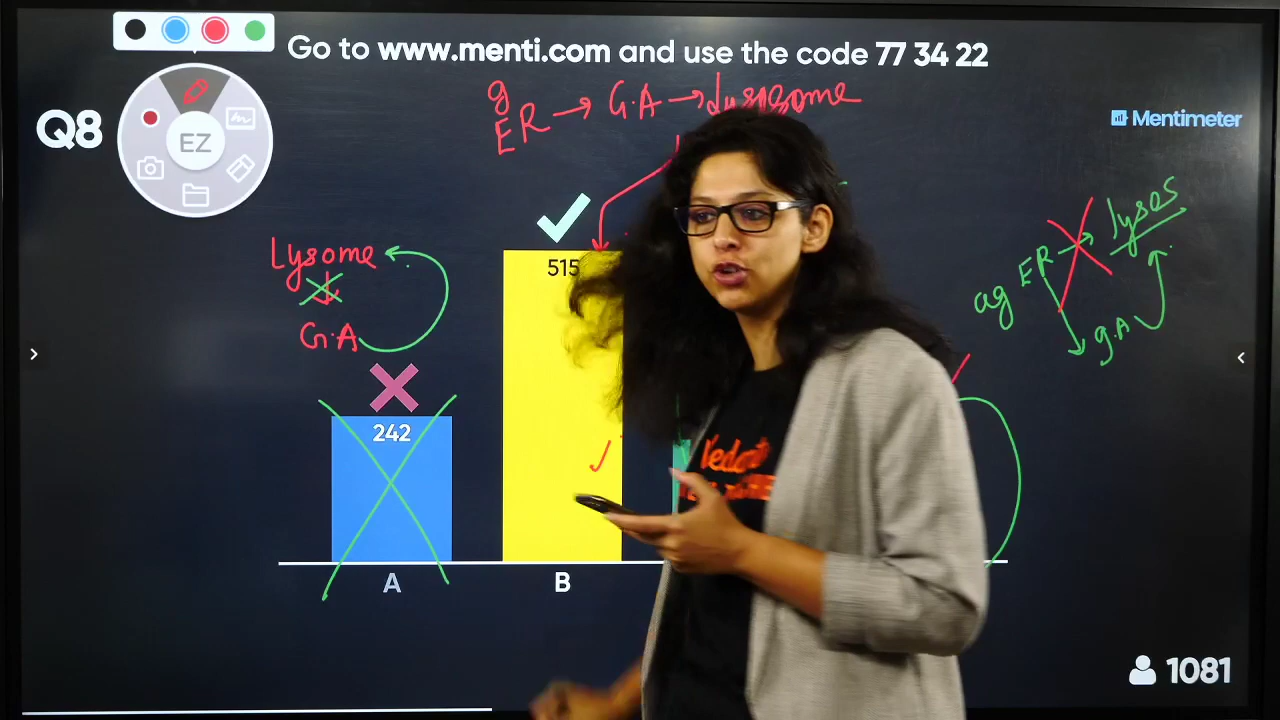 Go to www.menti.com and use the code 77 34 22
Q8
EZ
Mentimeter
g
ER → G.A → Lysosome
Lysome
G.A
ER → lyses
ag
g.A
242
515
A
B
1081